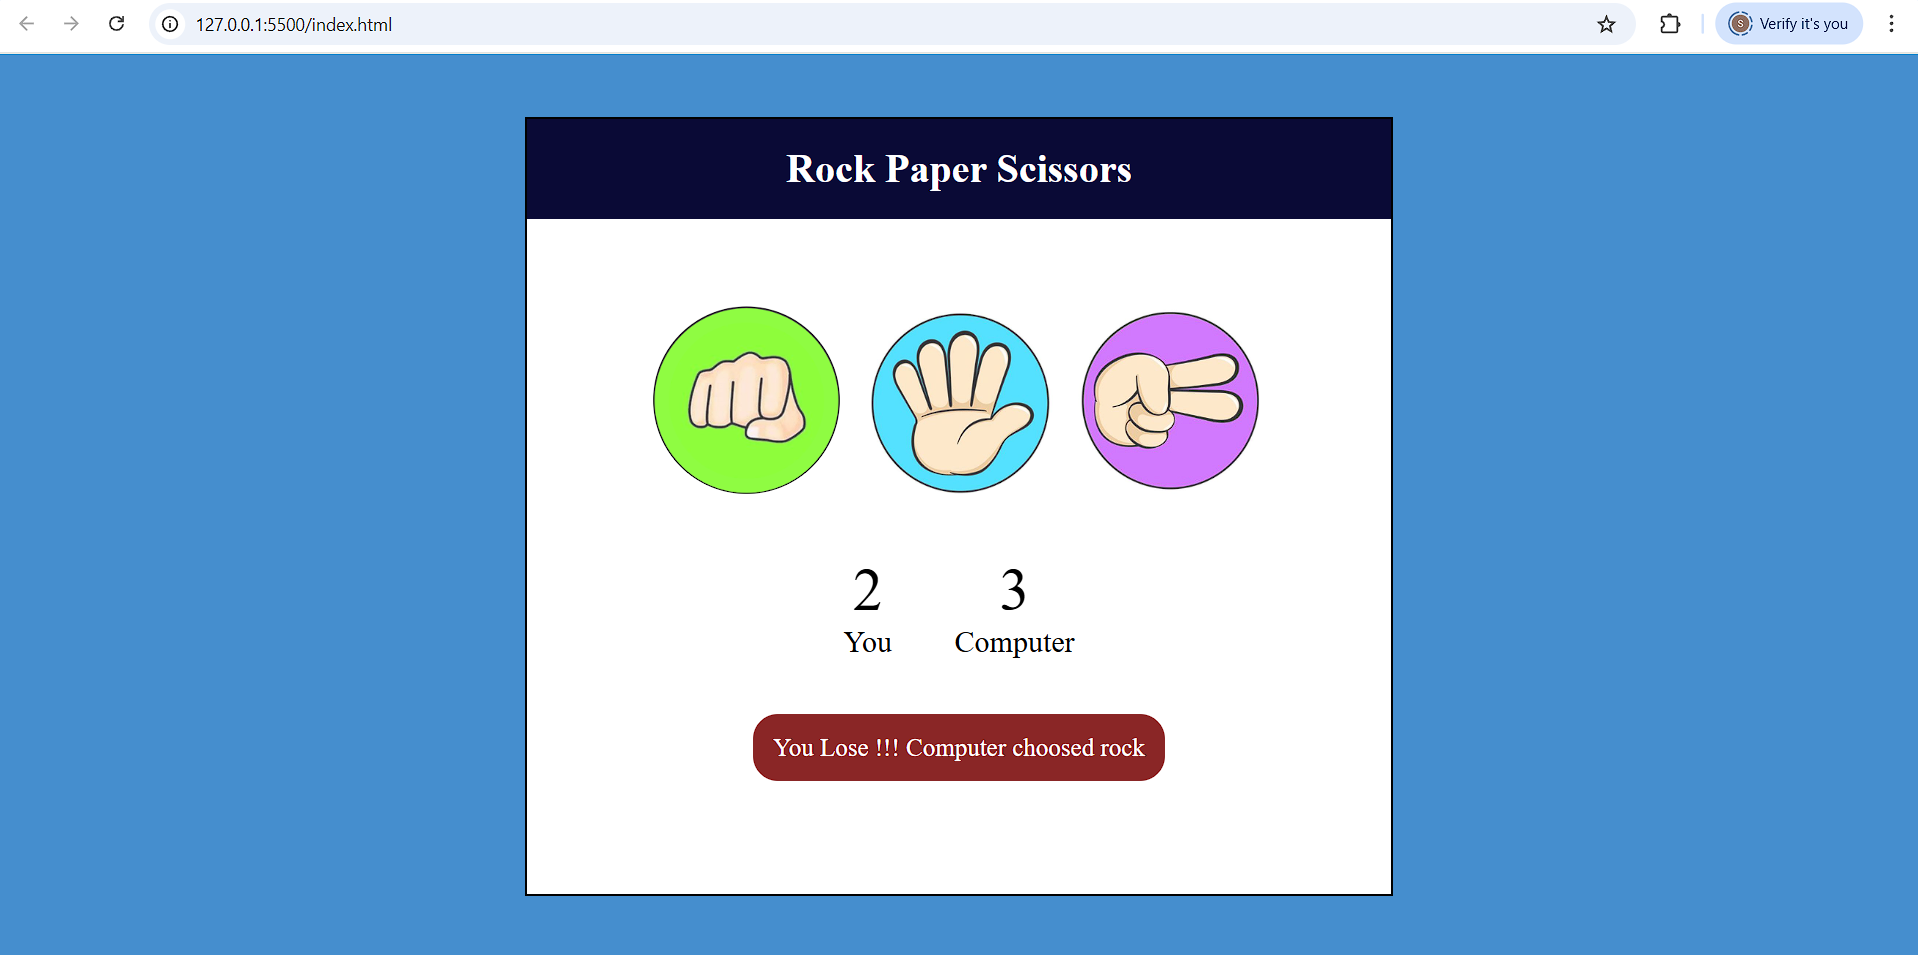 127.0.0.1:5500/index.html
S Verify it's you
Rock Paper Scissors
2 3
You Computer
You Lose !!! Computer choosed rock